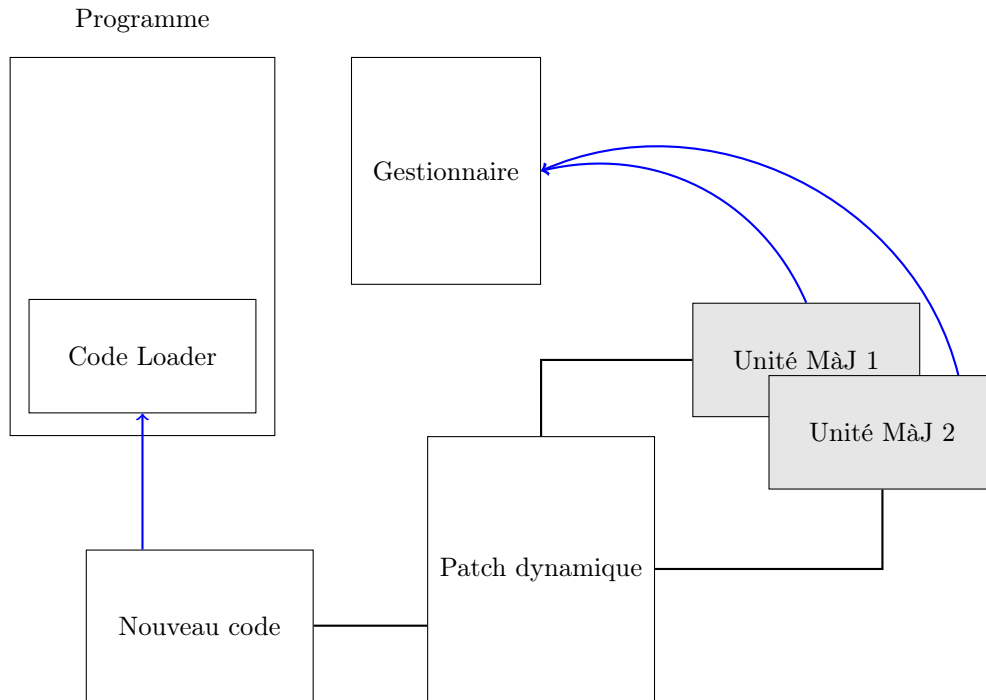 Programme
Gestionnaire
Code Loader
Unité MàJ 1
Unité MàJ 2
Patch dynamique
Nouveau code